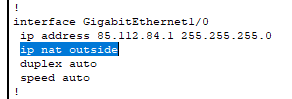 !
interface GigabitEthernet1/0
ip address 85.112.84.1 255.255.255.0
ip nat outside
duplex auto
speed auto
!